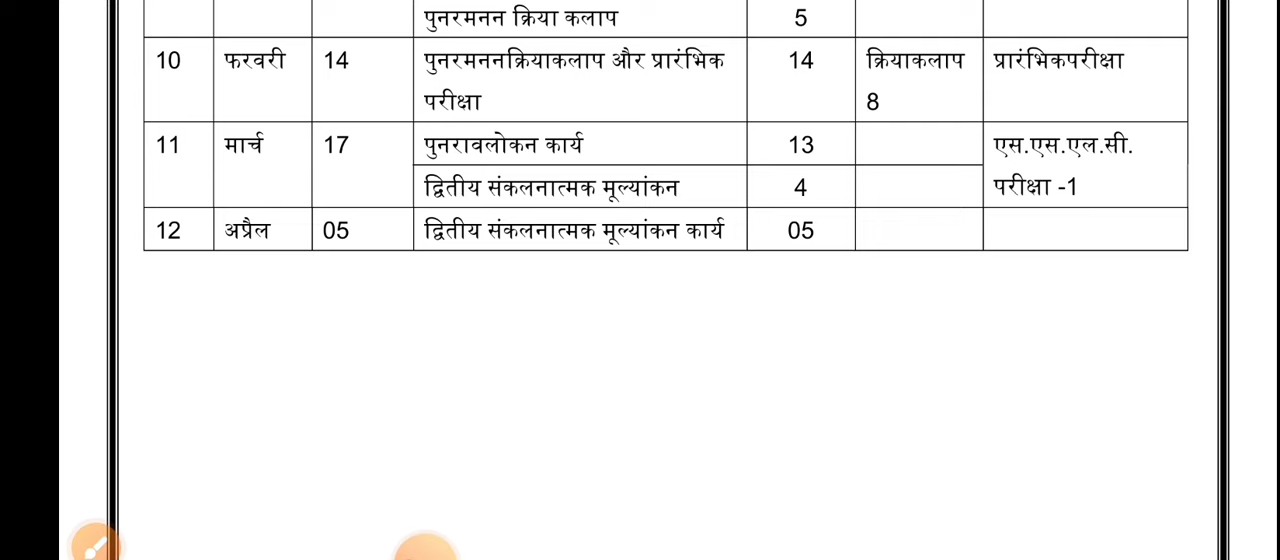 पुनरमनन क्रिया कलाप 5
10 फरवरी 14 पुनरमननक्रियाकलाप और प्रारंभिक 14 क्रियाकलाप प्रारंभिकपरीक्षा
परीक्षा 8
11 मार्च 17 पुनरावलोकन कार्य 13 एस.एस.एल.सी.
द्वितीय संकलनात्मक मूल्यांकन 4 परीक्षा -1
12 अप्रैल 05 द्वितीय संकलनात्मक मूल्यांकन कार्य 05